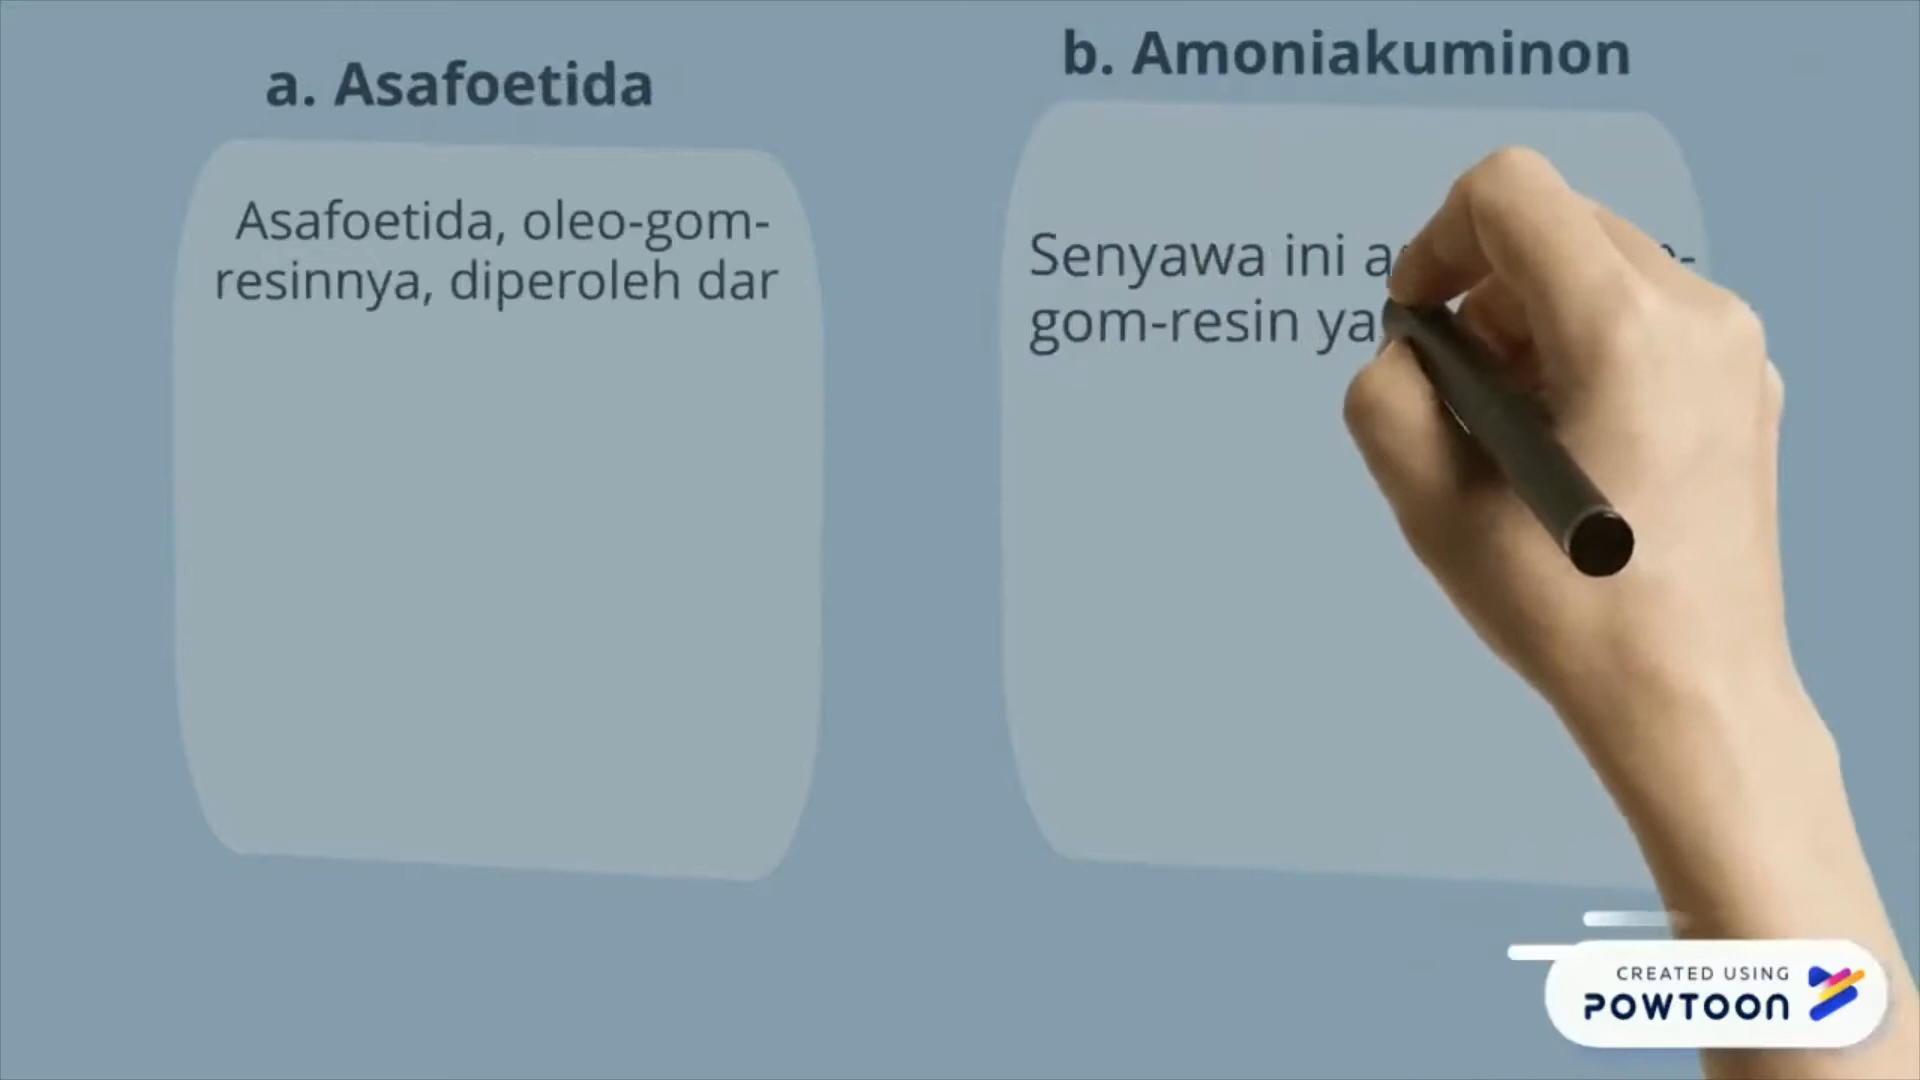 a. Asafoetida
Asafoetida, oleo-gom-
resinnya, diperoleh dar
b. Amoniakuminon
Senyawa ini
gom-resin
CREATED USING
POWTOON